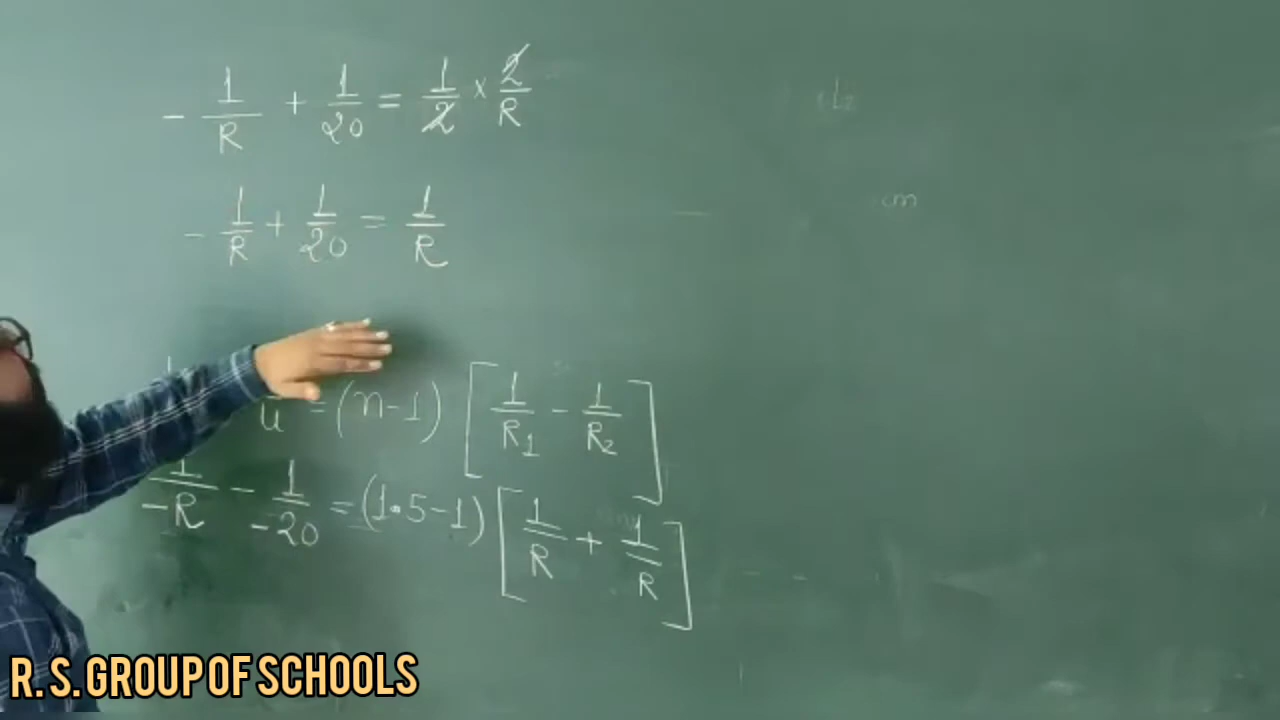 - 1/R + 1/20 = 1/2 × 2/R
- 1/R + 1/20 = 1/R
u = (n-1) [1/R1 - 1/R2]
1/-R - 1/-20 = (1.5-1) [1/R + 1/R]
cm
R. S. GROUP OF SCHOOLS